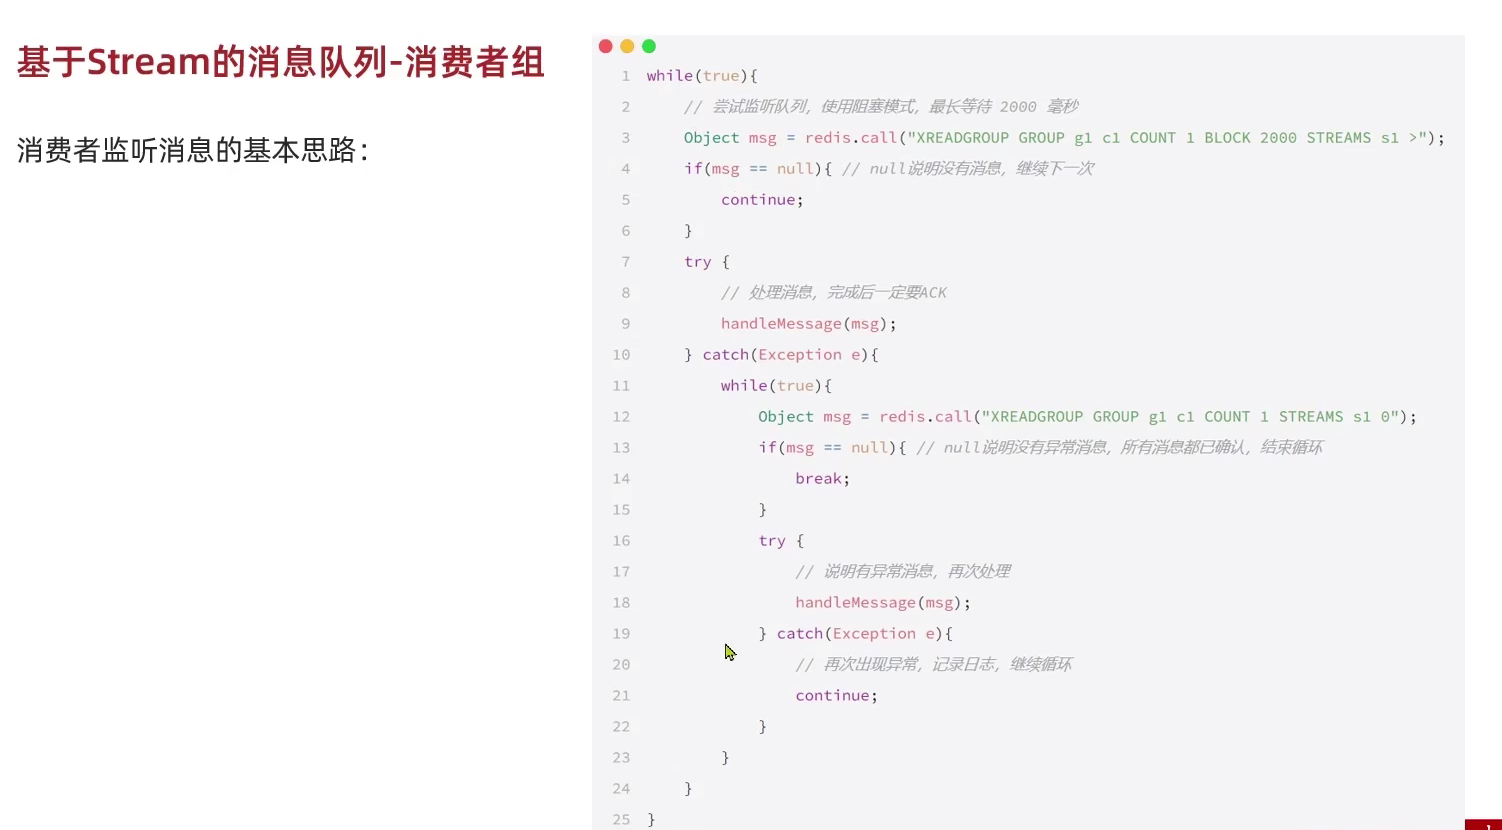 基于Stream的消息队列-消费者组
消费者监听消息的基本思路：
1 while(true){
2 // 尝试监听队列，使用阻塞模式，最长等待 2000 毫秒
3 Object msg = redis.call("XREADGROUP GROUP g1 c1 COUNT 1 BLOCK 2000 STREAMS s1 >");
4 if(msg == null){ // null说明没有消息，继续下一次
5 continue;
6 }
7 try {
8 // 处理消息，完成后一定要ACK
9 handleMessage(msg);
10 } catch(Exception e){
11 while(true){
12 Object msg = redis.call("XREADGROUP GROUP g1 c1 COUNT 1 STREAMS s1 0");
13 if(msg == null){ // null说明没有异常消息，所有消息都已确认，结束循环
14 break;
15 }
16 try {
17 // 说明有异常消息，再次处理
18 handleMessage(msg);
19 } catch(Exception e){
20 // 再次出现异常，记录日志，继续循环
21 continue;
22 }
23 }
24 }
25 }